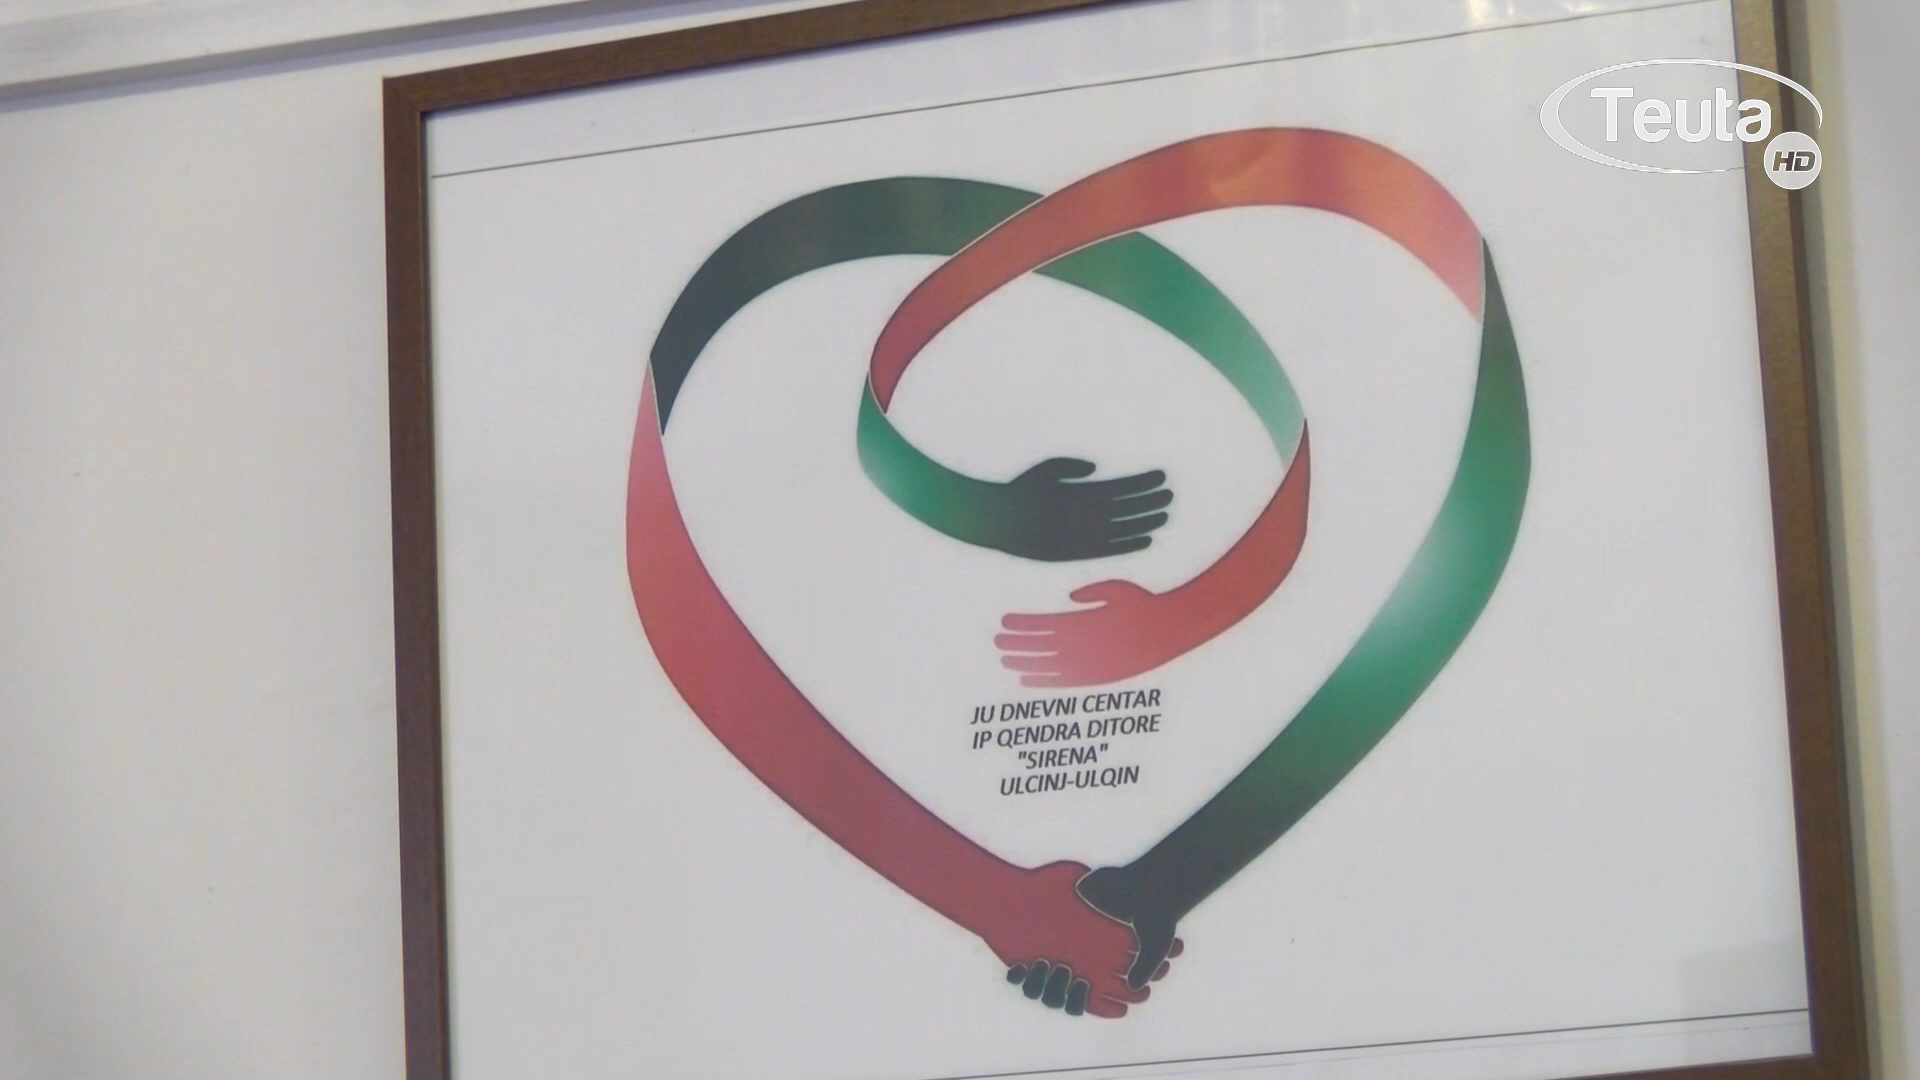 Teuta
HD
JU DNEVNI CENTAR
IP QENDRA DITORE
"SIRENA"
ULCINJ-ULQIN